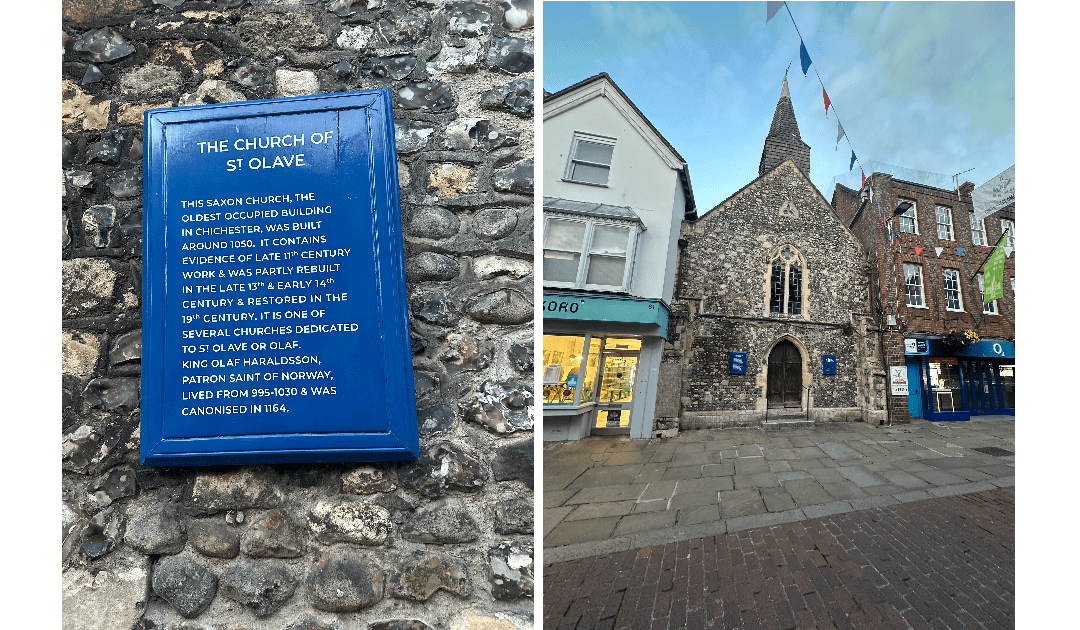 THE CHURCH OF
ST OLAVE
THIS SAXON CHURCH, THE
OLDEST OCCUPIED BUILDING
IN CHICHESTER, WAS BUILT
AROUND 1050. IT CONTAINS
EVIDENCE OF LATE 11th CENTURY
WORK & WAS PARTLY REBUILT
IN THE LATE 13th & EARLY 14th
CENTURY & RESTORED IN THE
19th CENTURY. IT IS ONE OF
SEVERAL CHURCHES DEDICATED
TO ST OLAVE OR OLAF.
KING OLAF HARALDSSON,
PATRON SAINT OF NORWAY,
LIVED FROM 995-1030 & WAS
CANONISED IN 1164.
O2